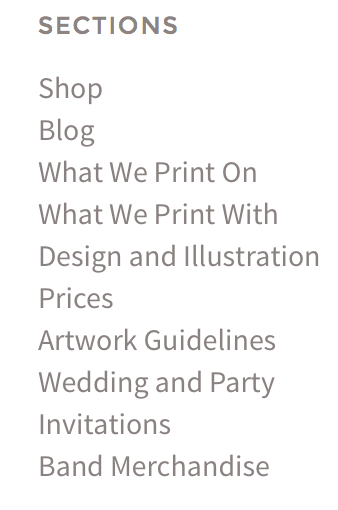 SECTIONS
Shop
Blog
What We Print On
What We Print With
Design and Illustration
Prices
Artwork Guidelines
Wedding and Party
Invitations
Band Merchandise